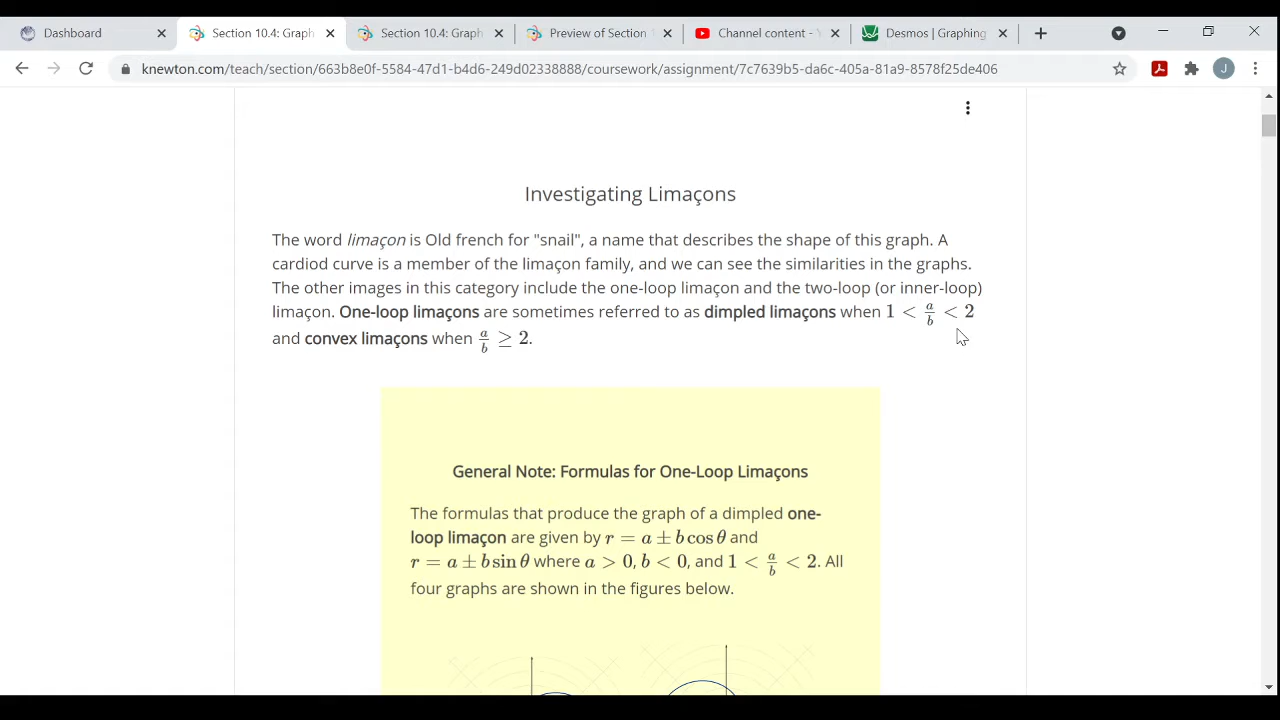 Dashboard
Section 10.4: Graph
Section 10.4: Graph
Preview of Section
Channel content - Y
Desmos | Graphing
knewton.com/teach/section/663b8e0f-5584-47d1-b4d6-249d02338888/coursework/assignment/7c7639b5-da6c-405a-81a9-8578f25de406
J
Investigating Limaçons
The word limaçon is Old french for "snail", a name that describes the shape of this graph. A
cardiod curve is a member of the limaçon family, and we can see the similarities in the graphs.
The other images in this category include the one-loop limaçon and the two-loop (or inner-loop)
limaçon. One-loop limaçons are sometimes referred to as dimpled limaçons when 1 < a/b < 2
and convex limaçons when a/b ≥ 2.
General Note: Formulas for One-Loop Limaçons
The formulas that produce the graph of a dimpled one-
loop limaçon are given by r = a ± b cos θ and
r = a ± b sin θ where a > 0, b < 0, and 1 < a/b < 2. All
four graphs are shown in the figures below.